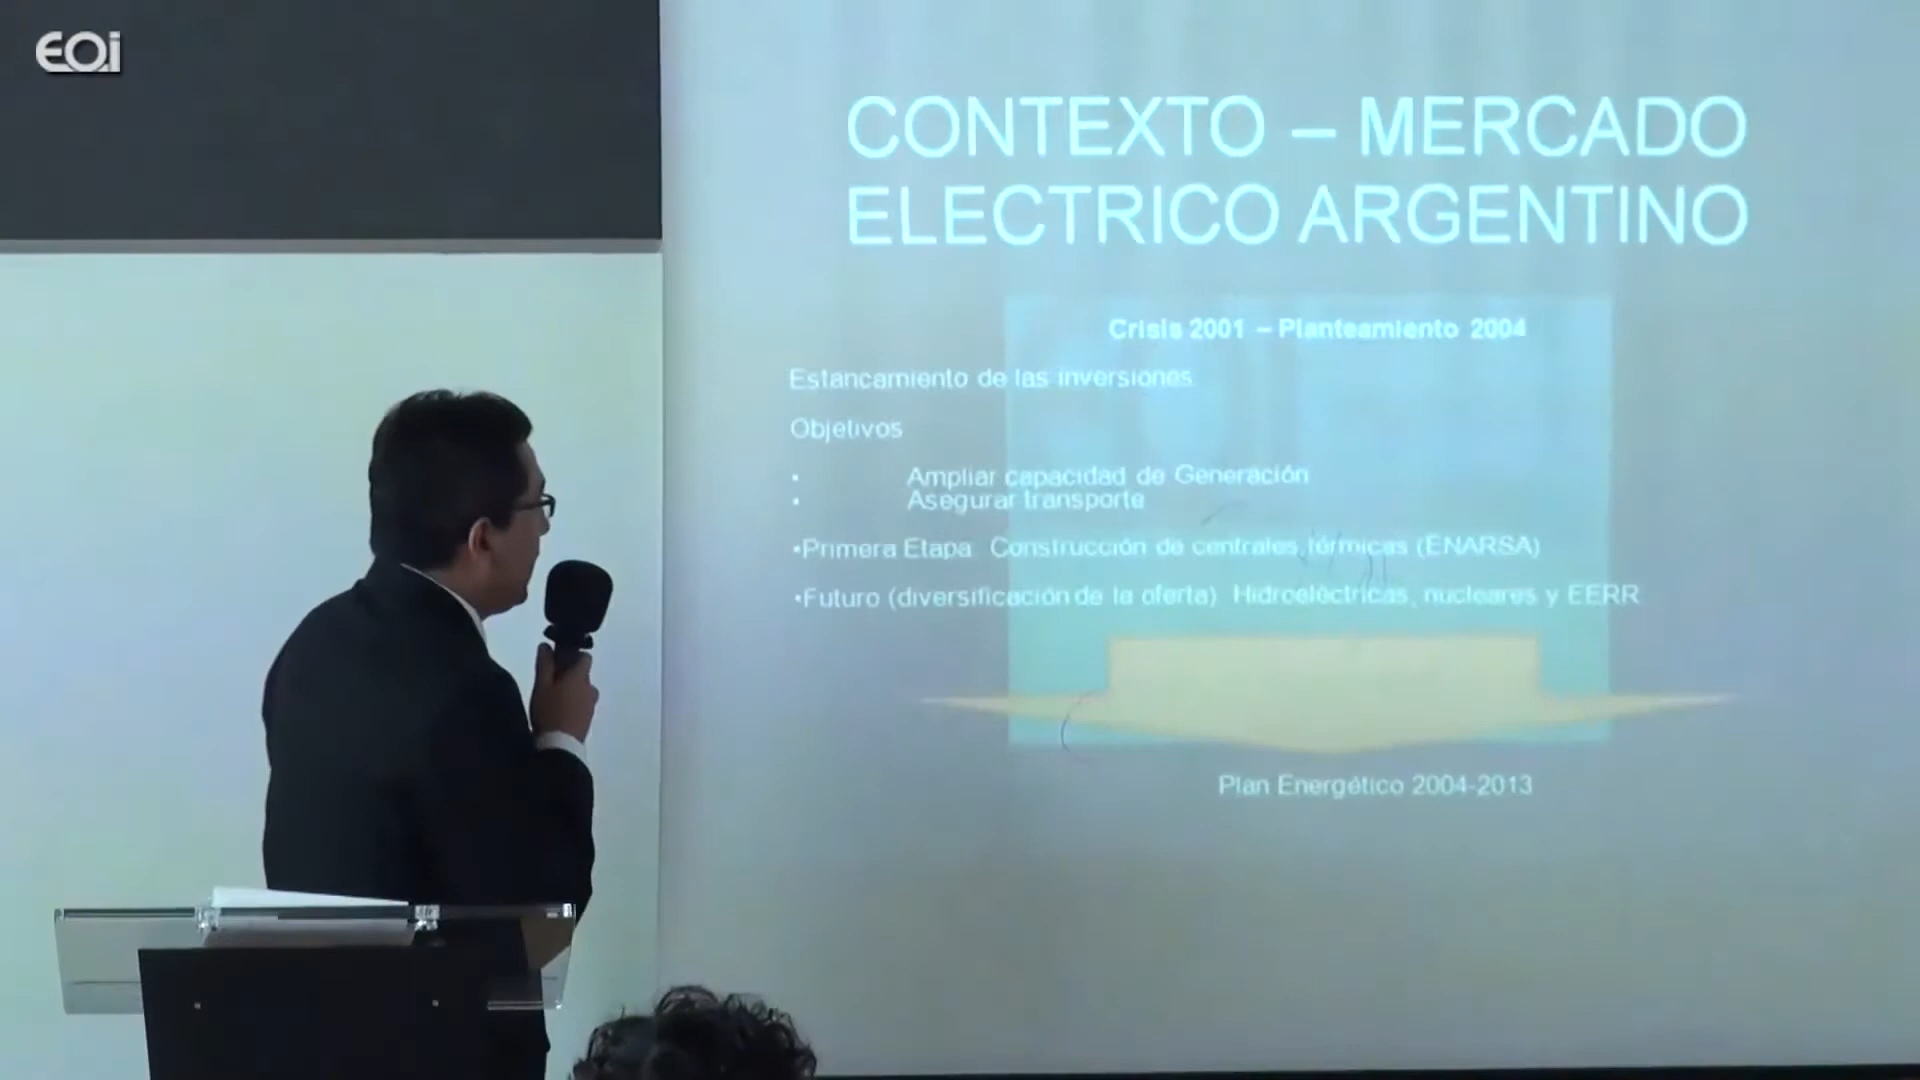 EOi
CONTEXTO – MERCADO
ELECTRICO ARGENTINO
Crisis 2001 – Planteamiento 2004
Estancamiento de las inversiones
Objetivos
• Ampliar capacidad de Generación
• Asegurar transporte
•Primera Etapa Construcción de centrales térmicas (ENARSA)
•Futuro (diversificación de la oferta) Hidroeléctricas, nucleares y EERR
Plan Energético 2004-2013